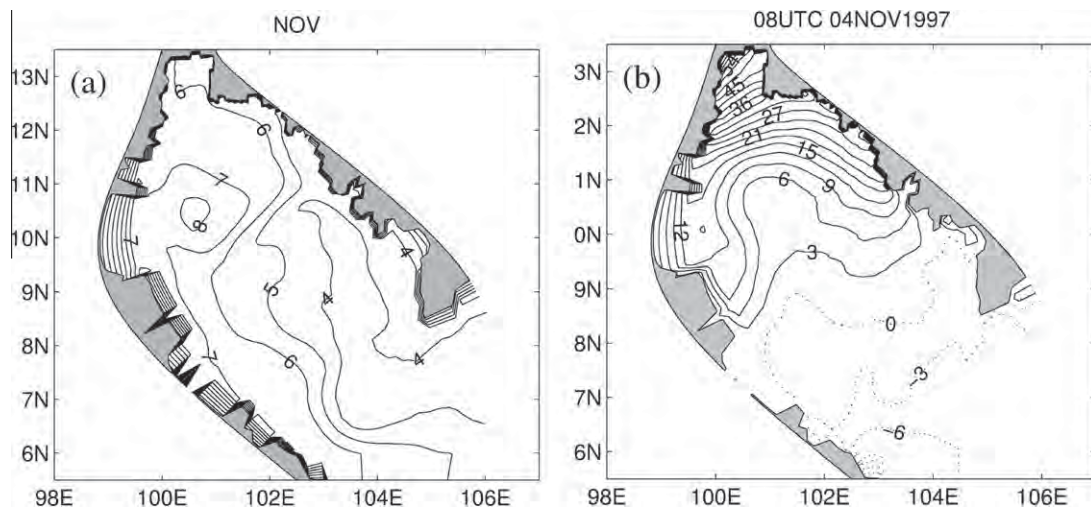 NOV
(a)
13N
12N
11N
10N
9N
8N
7N
6N
98E 100E 102E 104E 106E
6
6
7
8
7
4
5
4
6
4
7
08UTC 04NOV1997
(b)
3N
2N
1N
0N
9N
8N
7N
6N
98E 100E 102E 104E 106E
45
36
27
21
15
6
9
12
3
0
-3
-6